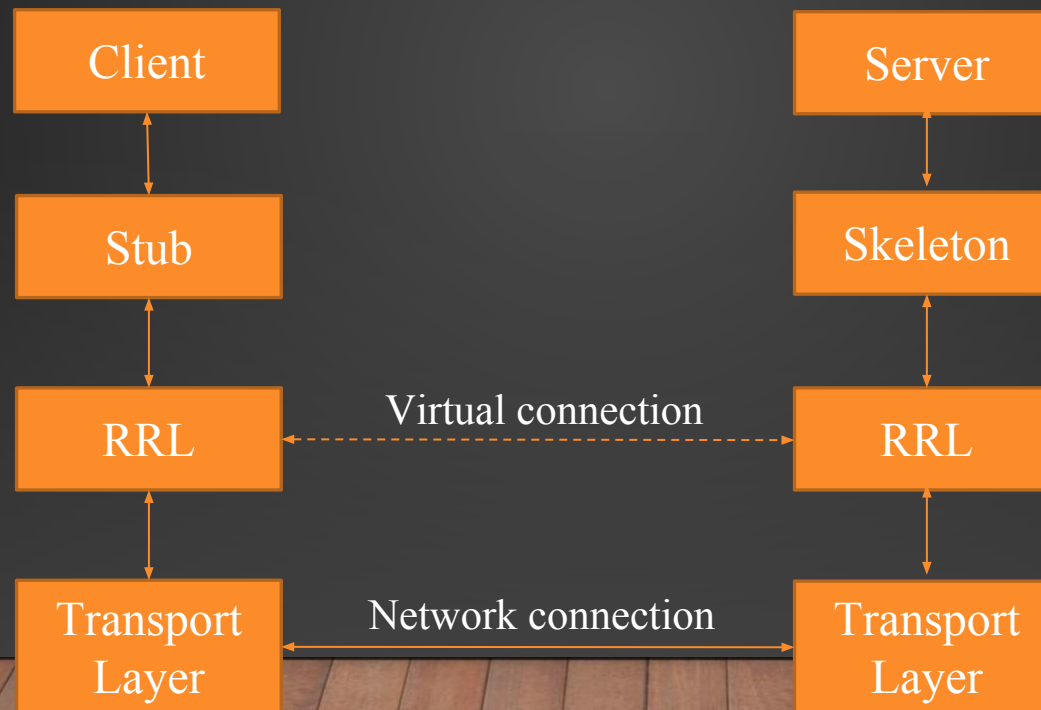 Client
Server
Stub
Skeleton
Virtual connection
RRL
RRL
Network connection
Transport
Layer
Transport
Layer